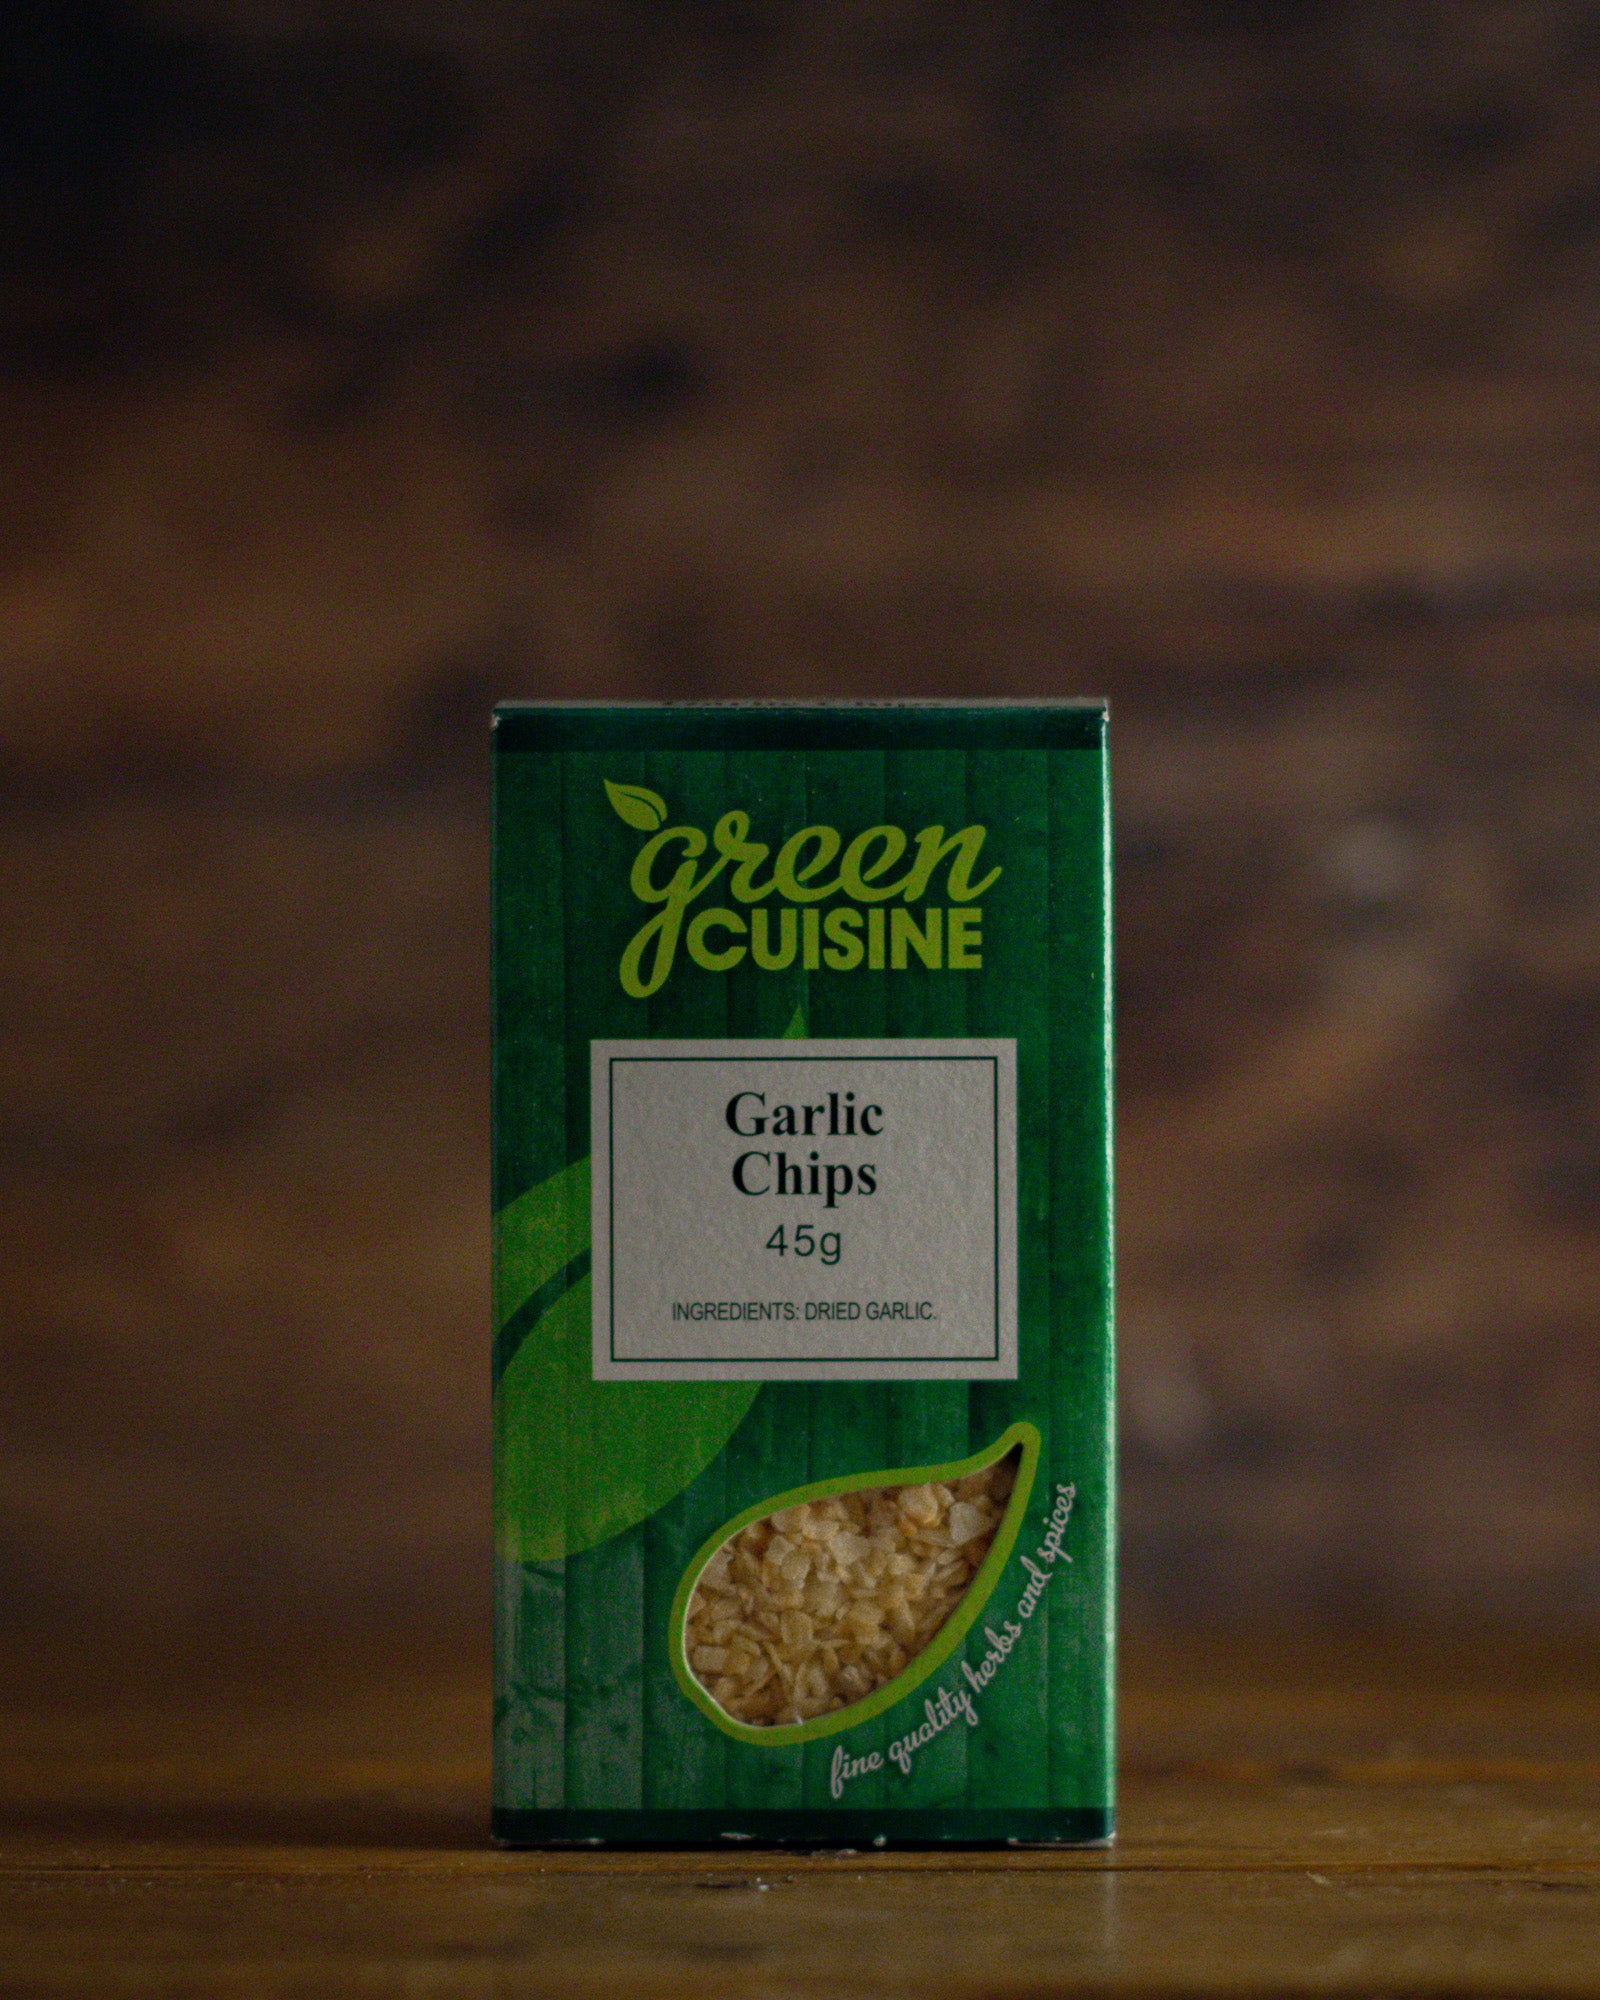 green
CUISINE
Garlic
Chips
45g
INGREDIENTS: DRIED GARLIC.
fine quality herbs and spices